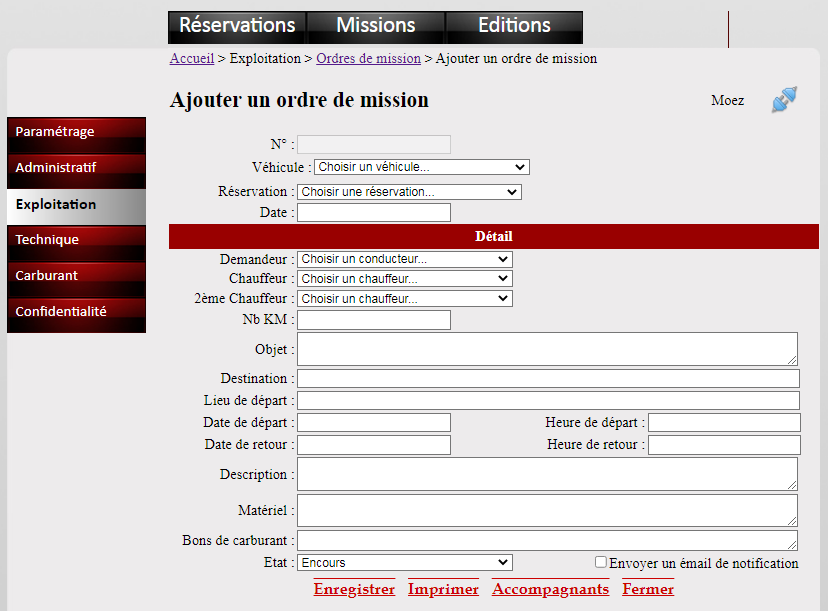 Réservations Missions Editions
Accueil > Exploitation > Ordres de mission > Ajouter un ordre de mission
Ajouter un ordre de mission
Moez
Paramétrage
Administratif
Exploitation
Technique
Carburant
Confidentialité
N° :
Véhicule : Choisir un véhicule...
Réservation : Choisir une réservation...
Date :
Détail
Demandeur : Choisir un conducteur...
Chauffeur : Choisir un chauffeur...
2ème Chauffeur : Choisir un chauffeur...
Nb KM :
Objet :
Destination :
Lieu de départ :
Date de départ : Heure de départ :
Date de retour : Heure de retour :
Description :
Matériel :
Bons de carburant :
Etat : Encours Envoyer un émail de notification
Enregistrer Imprimer Accompagnants Fermer